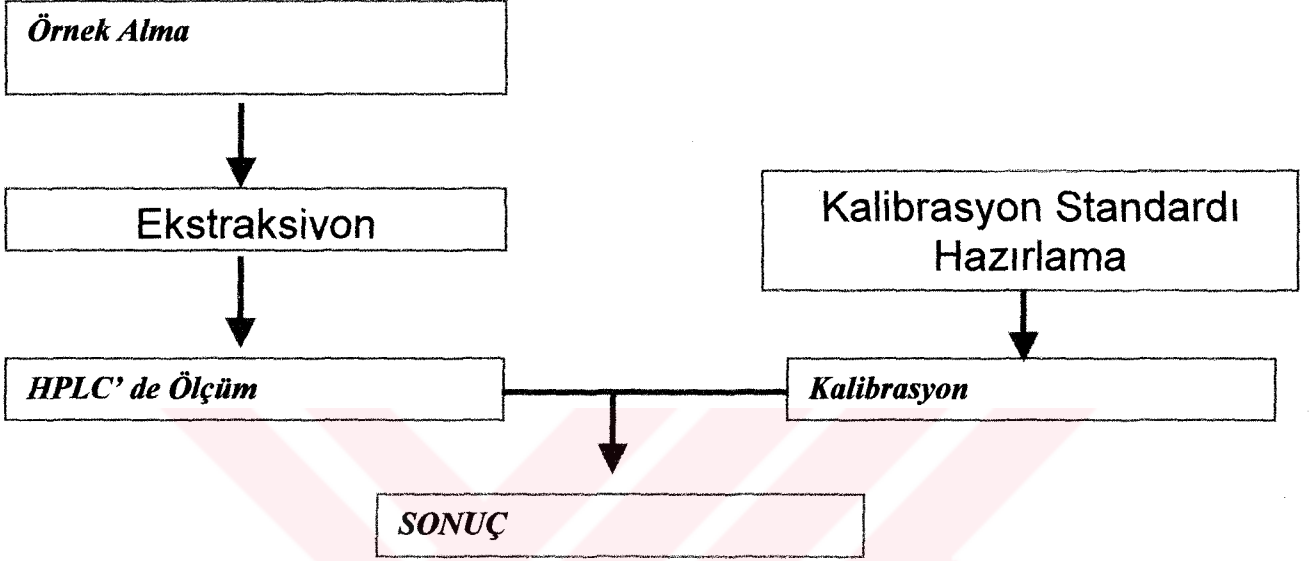 Örnek Alma
Ekstraksiyon
Kalibrasyon Standardı
Hazırlama
HPLC' de Ölçüm
Kalibrasyon
SONUÇ